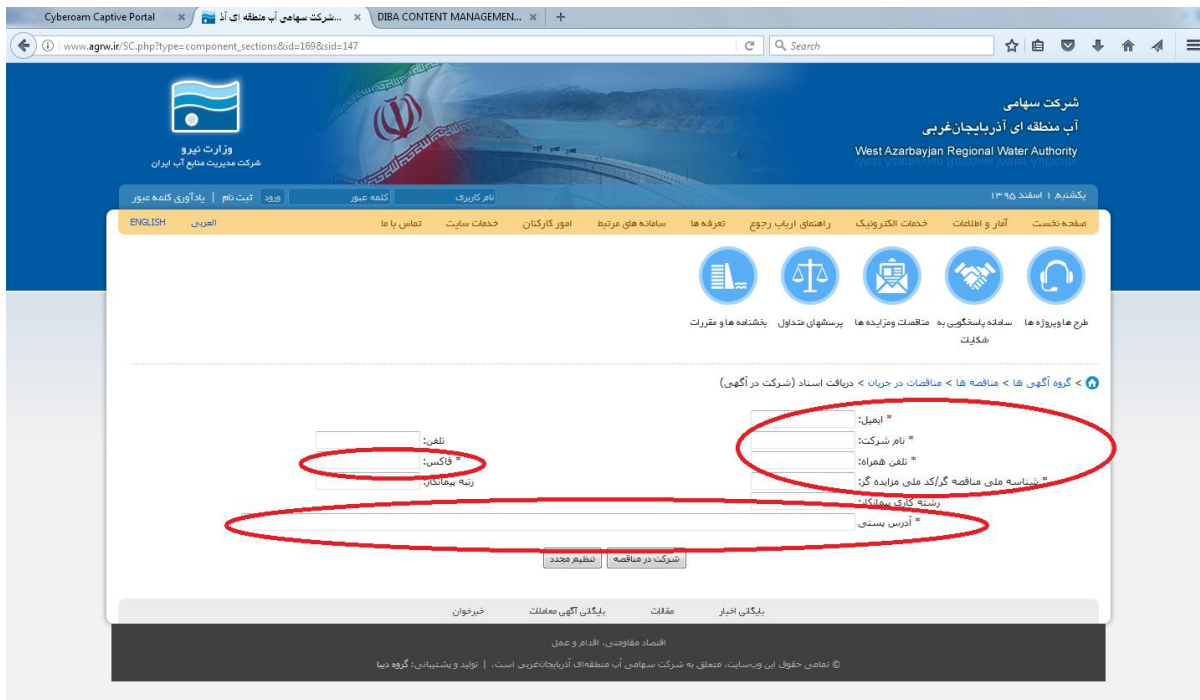 Cyberoam Captive Portal
شرکت سهامی آب منطقه ای آذ...
DIBA CONTENT MANAGEMEN...
www.agrw.ir/SC.php?type=component_sections&id=169&sid=147
Search
شرکت سهامی
آب منطقه ای آذربایجان‌غربی
West Azarbayjan Regional Water Authority
وزارت نیرو
شرکت مدیریت منابع آب ایران
یکشنبه, ۱ اسفند ۱۳۹۵
نام کاربری کلمه عبور ورود ثبت نام | یادآوری کلمه عبور
صفحه نخست آمار و اطلاعات خدمات الکترونیک راهنمای ارباب رجوع تعرفه ها سامانه های مرتبط امور کارکنان خدمات سایت تماس با ما العربی ENGLISH
طرح هاوپروژه ها
سامانه پاسخگویی به شکایات
مناقصات ومزایده ها
پرسشهای متداول
بخشنامه ها و مقررات
> گروه آگهی ها > مناقصه ها > مناقصات در جریان > دریافت اسناد (شرکت در آگهی)
* ایمیل:
* نام شرکت: تلفن:
* تلفن همراه: * فاکس:
* شناسه ملی مناقصه گر/کد ملی مزایده گر: رتبه پیمانکار:
رشته کاری پیمانکار:
* آدرس پستی
شرکت در مناقصه تنظیم مجدد
بایگانی اخبار مقالات بایگانی آگهی معاملات خبرخوان
اقتصاد مقاومتی، اقدام و عمل
© تمامی حقوق این وب‌سایت، متعلق به شرکت سهامی آب منطقه‌ای آذربایجان‌غربی است. | تولید و پشتیبانی: گروه دیبا